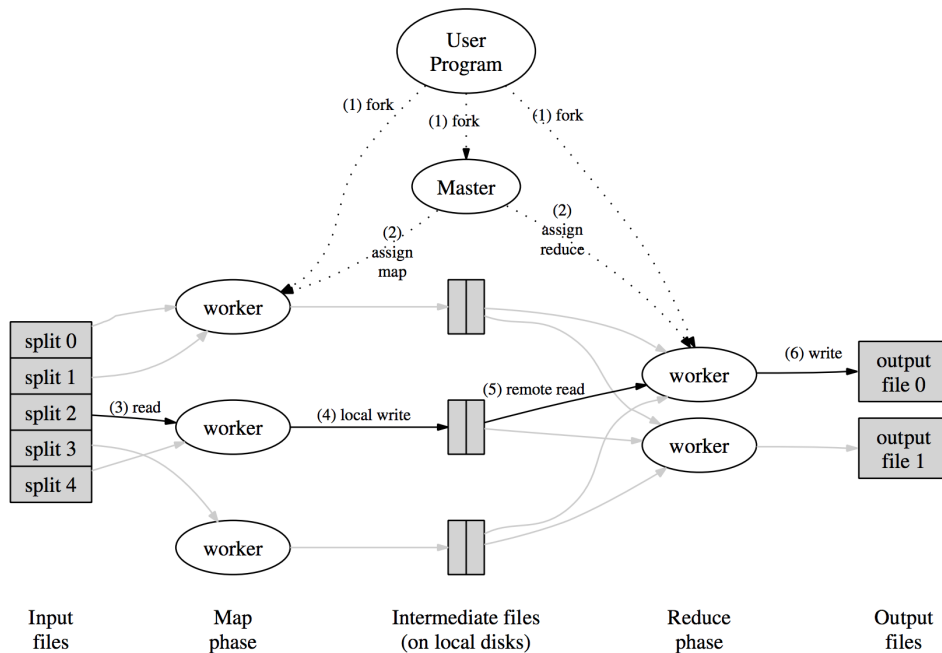 User
Program
(1) fork
(1) fork
(1) fork
Master
(2)
assign
map
(2)
assign
reduce
worker
split 0
split 1
split 2
split 3
split 4
(3) read
worker
(4) local write
(5) remote read
worker
(6) write
output
file 0
worker
output
file 1
worker
Input
files
Map
phase
Intermediate files
(on local disks)
Reduce
phase
Output
files